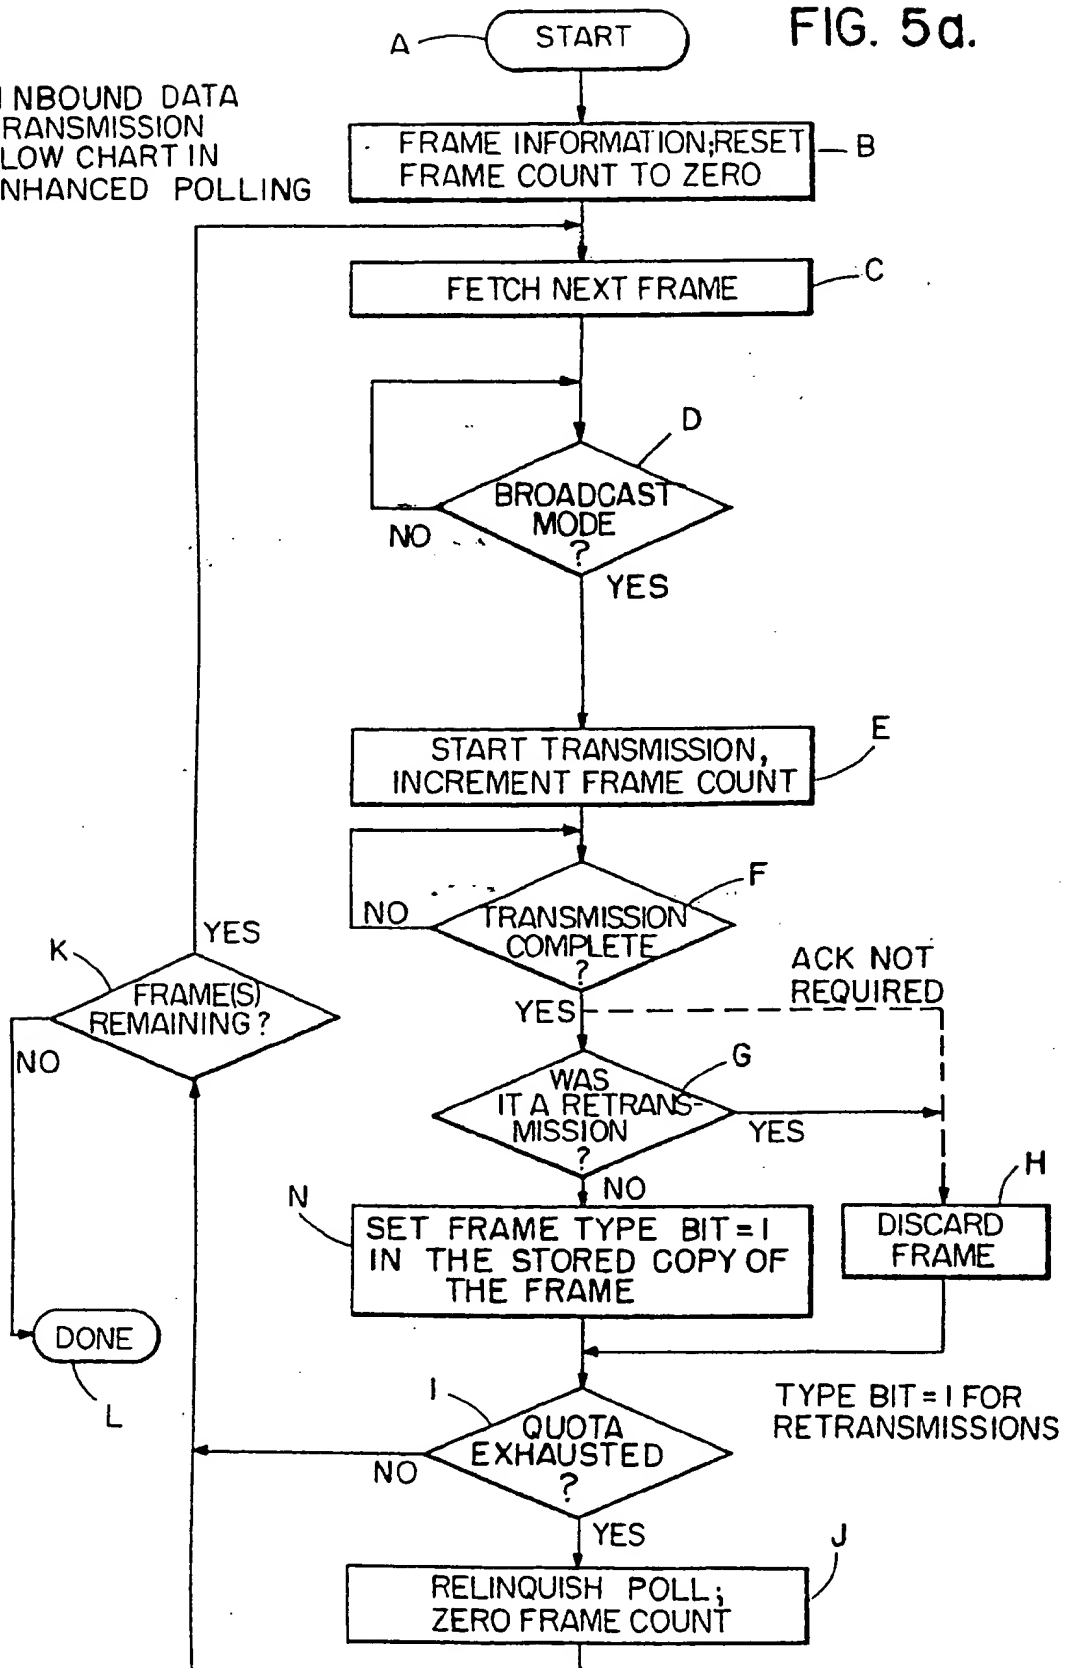 FIG. 5a.
A
START
INBOUND DATA
RANSMISSION
LOW CHART IN
NHANCED POLLING
FRAME INFORMATION;RESET
FRAME COUNT TO ZERO
B
FETCH NEXT FRAME
C
D
BROADCAST
MODE
?
NO
YES
E
START TRANSMISSION,
INCREMENT FRAME COUNT
F
NO
TRANSMISSION
COMPLETE
?
YES
ACK NOT
REQUIRED
K
YES
FRAME(S)
REMAINING?
NO
G
WAS
IT A RETRANS-
MISSION
?
YES
NO
H
DISCARD
FRAME
N
SET FRAME TYPE BIT=1
IN THE STORED COPY OF
THE FRAME
DONE
L
I
QUOTA
EXHAUSTED
?
NO
YES
TYPE BIT=1 FOR
RETRANSMISSIONS
J
RELINQUISH POLL;
ZERO FRAME COUNT